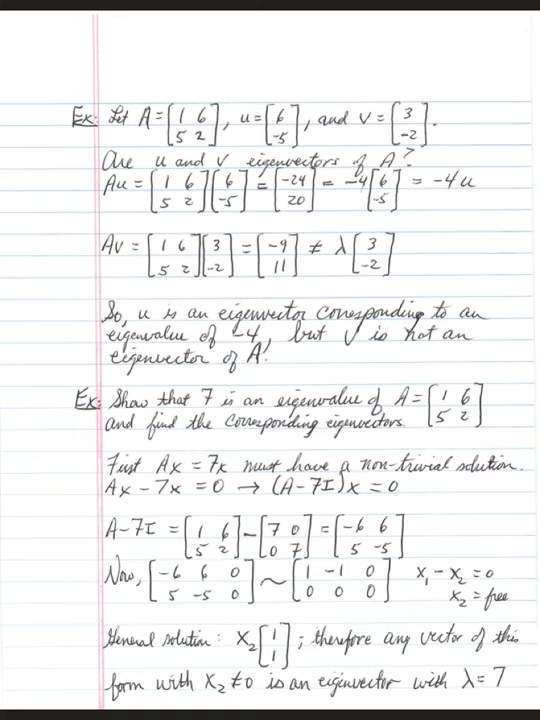 Ex: Let A = [1 6; 5 2], u = [6; -5], and v = [3; -2].
Are u and v eigenvectors of A?
Au = [1 6; 5 2][6; -5] = [-24; 20] = -4[6; -5] = -4u
Av = [1 6; 5 2][3; -2] = [-9; 11] ≠ λ[3; -2]
So, u is an eigenvector corresponding to an
eigenvalue of -4, but v is not an
eigenvector of A.
Ex: Show that 7 is an eigenvalue of A = [1 6; 5 2]
and find the corresponding eigenvectors.
First Ax = 7x must have a non-trivial solution.
Ax - 7x = 0 → (A-7I)x = 0
A-7I = [1 6; 5 2] - [7 0; 0 7] = [-6 6; 5 -5]
Now, [-6 6 0; 5 -5 0] ~ [1 -1 0; 0 0 0] x₁ - x₂ = 0
x₂ = free
General solution: x₂[1; 1]; therefore any vector of this
form with x₂ ≠ 0 is an eigenvector with λ = 7